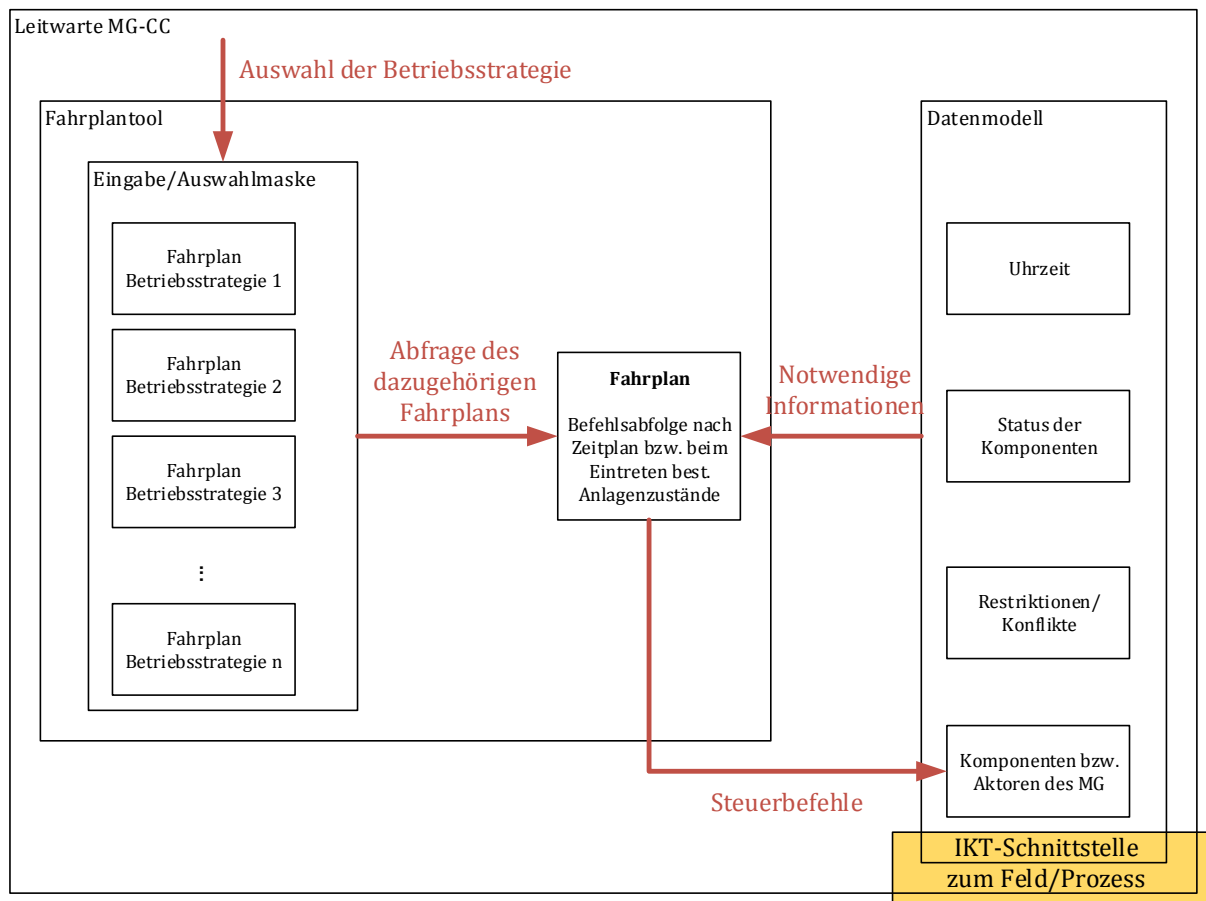 Leitwarte MG-CC
Auswahl der Betriebsstrategie
Fahrplantool
Eingabe/Auswahlmaske
Fahrplan
Betriebsstrategie 1
Fahrplan
Betriebsstrategie 2
Fahrplan
Betriebsstrategie 3
...
Fahrplan
Betriebsstrategie n
Abfrage des
dazugehörigen
Fahrplans
Fahrplan
Befehlsabfolge nach
Zeitplan bzw. beim
Eintreten best.
Anlagenzustände
Notwendige
Informationen
Steuerbefehle
Datenmodell
Uhrzeit
Status der
Komponenten
Restriktionen/
Konflikte
Komponenten bzw.
Aktoren des MG
IKT-Schnittstelle
zum Feld/Prozess